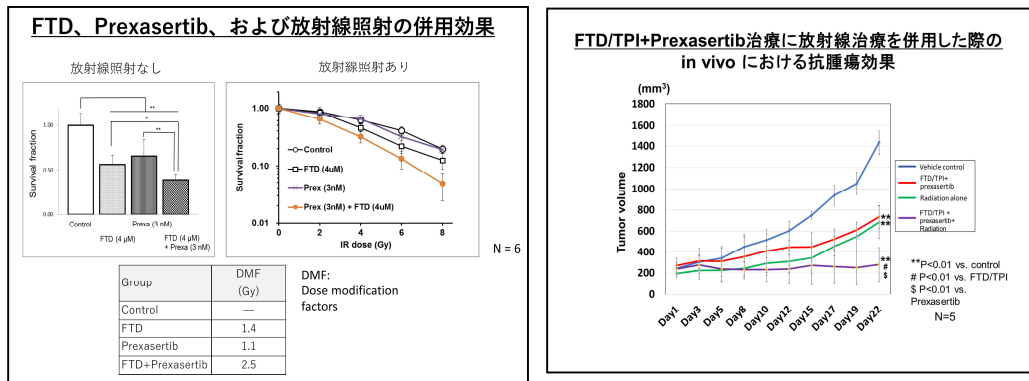 FTD、Prexasertib、および放射線照射の併用効果
放射線照射なし
放射線照射あり
Survival fraction
1.00
0.50
0.00
**
*
**
Control
FTD (4 μM)
Prexa (3 nM)
FTD (4 μM)
+ Prexa (3 nM)
Survival fraction
1.00
0.10
0.01
Control
FTD (4uM)
Prex (3nM)
Prex (3nM) + FTD (4uM)
0 2 4 6 8
IR dose (Gy)
N = 6
Group DMF
(Gy)
Control —
FTD 1.4
Prexasertib 1.1
FTD+Prexasertib 2.5
DMF:
Dose modification
factors
FTD/TPI+Prexasertib治療に放射線治療を併用した際の
in vivo における抗腫瘍効果
(mm³)
Tumor volume
1800
1600
1400
1200
1000
800
600
400
200
0
Day1 Day3 Day5 Day8 Day10 Day12 Day15 Day17 Day19 Day22
**
**
**
#
$
Vehicle control
FTD/TPI+
prexasertib
Radiation alone
FTD/TPI +
prexasertib+
Radiation
**P<0.01 vs. control
# P<0.01 vs. FTD/TPI
$ P<0.01 vs.
Prexasertib
N=5